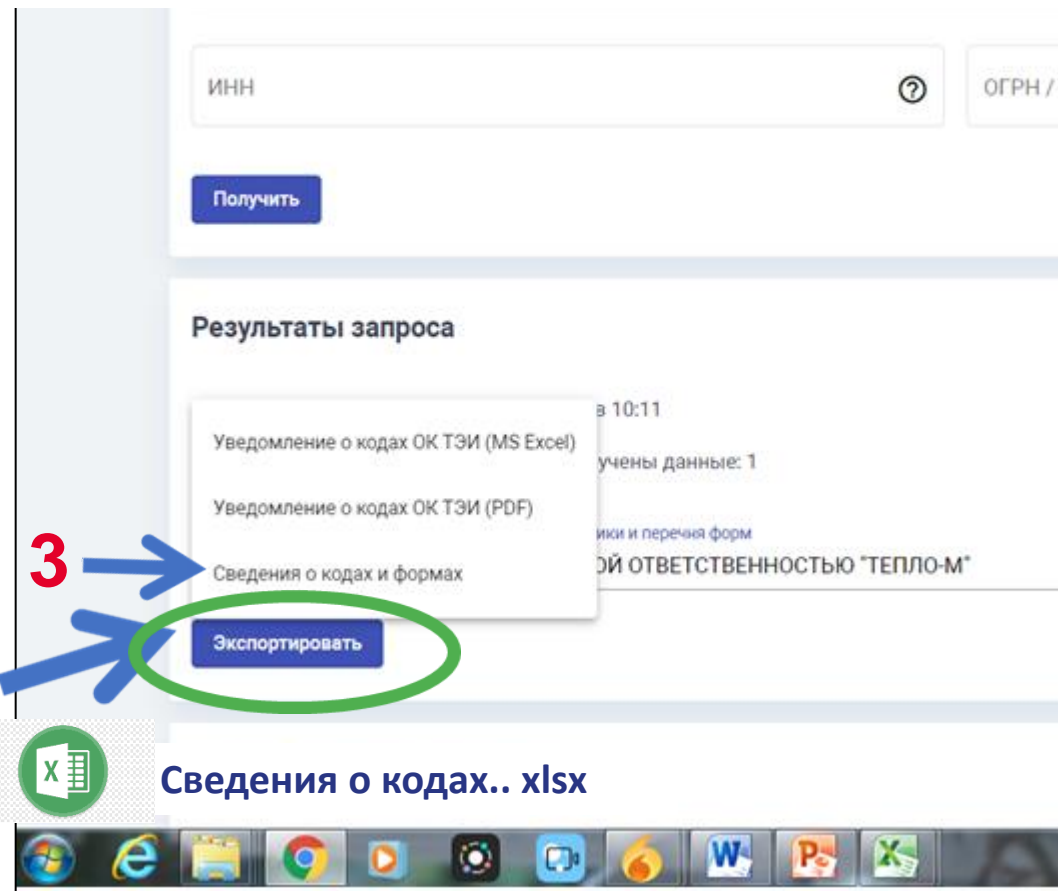 ИНН
ОГРН /
Получить
Результаты запроса
в 10:11
Уведомление о кодах ОК ТЭИ (MS Excel)
учены данные: 1
Уведомление о кодах ОК ТЭИ (PDF)
ики и перечня форм
ОЙ ОТВЕТСТВЕННОСТЬЮ "ТЕПЛО-М"
3
Сведения о кодах и формах
Экспортировать
Сведения о кодах.. xlsx